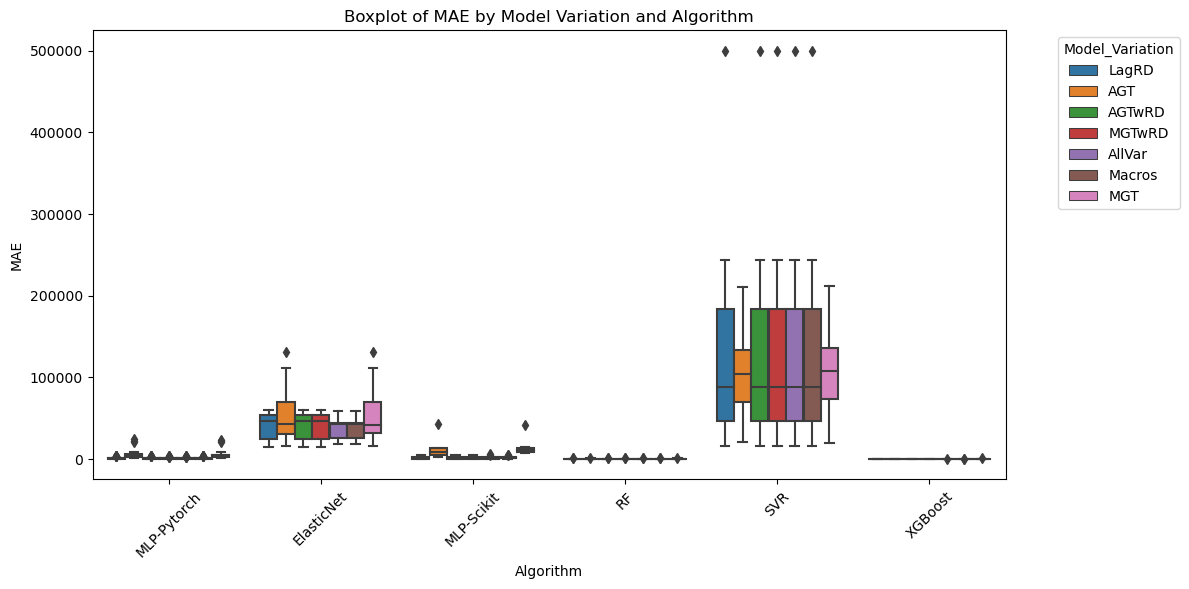 Boxplot of MAE by Model Variation and Algorithm
500000
400000
300000
200000
100000
0
MAE
MLP-Pytorch
ElasticNet
MLP-Scikit
RF
SVR
XGBoost
Algorithm
Model_Variation
LagRD
AGT
AGTwRD
MGTwRD
AllVar
Macros
MGT